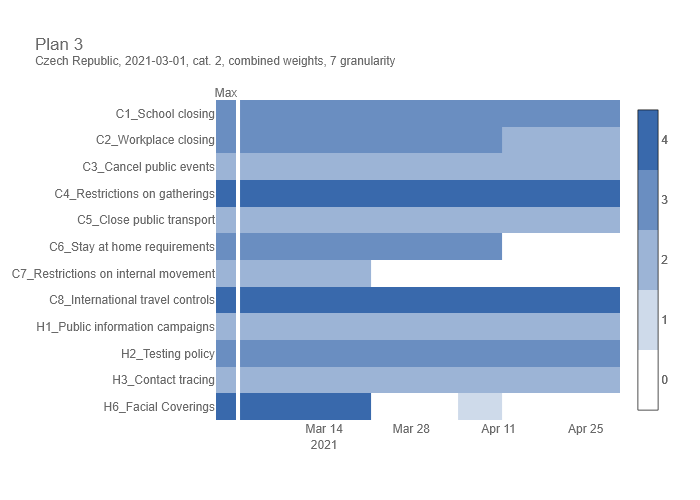 Plan 3
Czech Republic, 2021-03-01, cat. 2, combined weights, 7 granularity
Max
C1_School closing
C2_Workplace closing
C3_Cancel public events
C4_Restrictions on gatherings
C5_Close public transport
C6_Stay at home requirements
C7_Restrictions on internal movement
C8_International travel controls
H1_Public information campaigns
H2_Testing policy
H3_Contact tracing
H6_Facial Coverings
Mar 14 Mar 28 Apr 11 Apr 25
2021
4
3
2
1
0